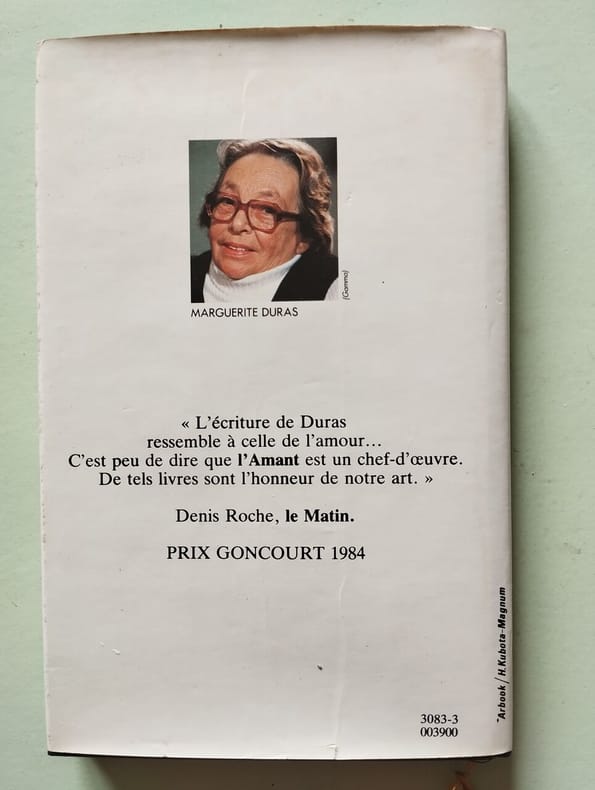 (Gamma)
MARGUERITE DURAS
« L'écriture de Duras
ressemble à celle de l'amour...
C'est peu de dire que l'Amant est un chef-d'œuvre.
De tels livres sont l'honneur de notre art. »
Denis Roche, le Matin.
PRIX GONCOURT 1984
Arbook / H. Kubota-Magnum
3083-3
003900